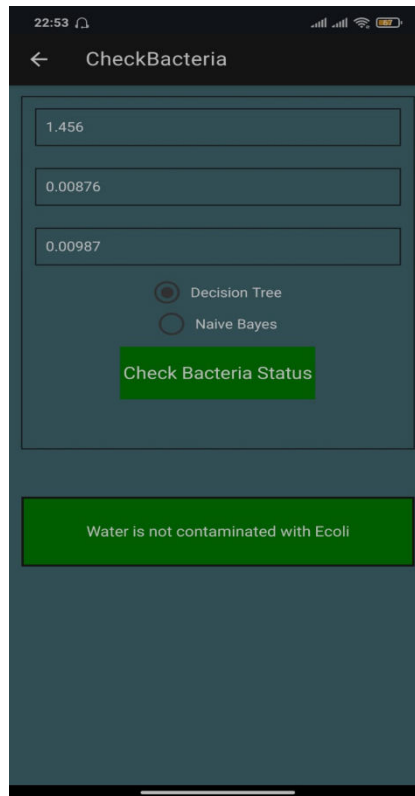 22:53
67
CheckBacteria
1.456
0.00876
0.00987
Decision Tree
Naive Bayes
Check Bacteria Status
Water is not contaminated with Ecoli